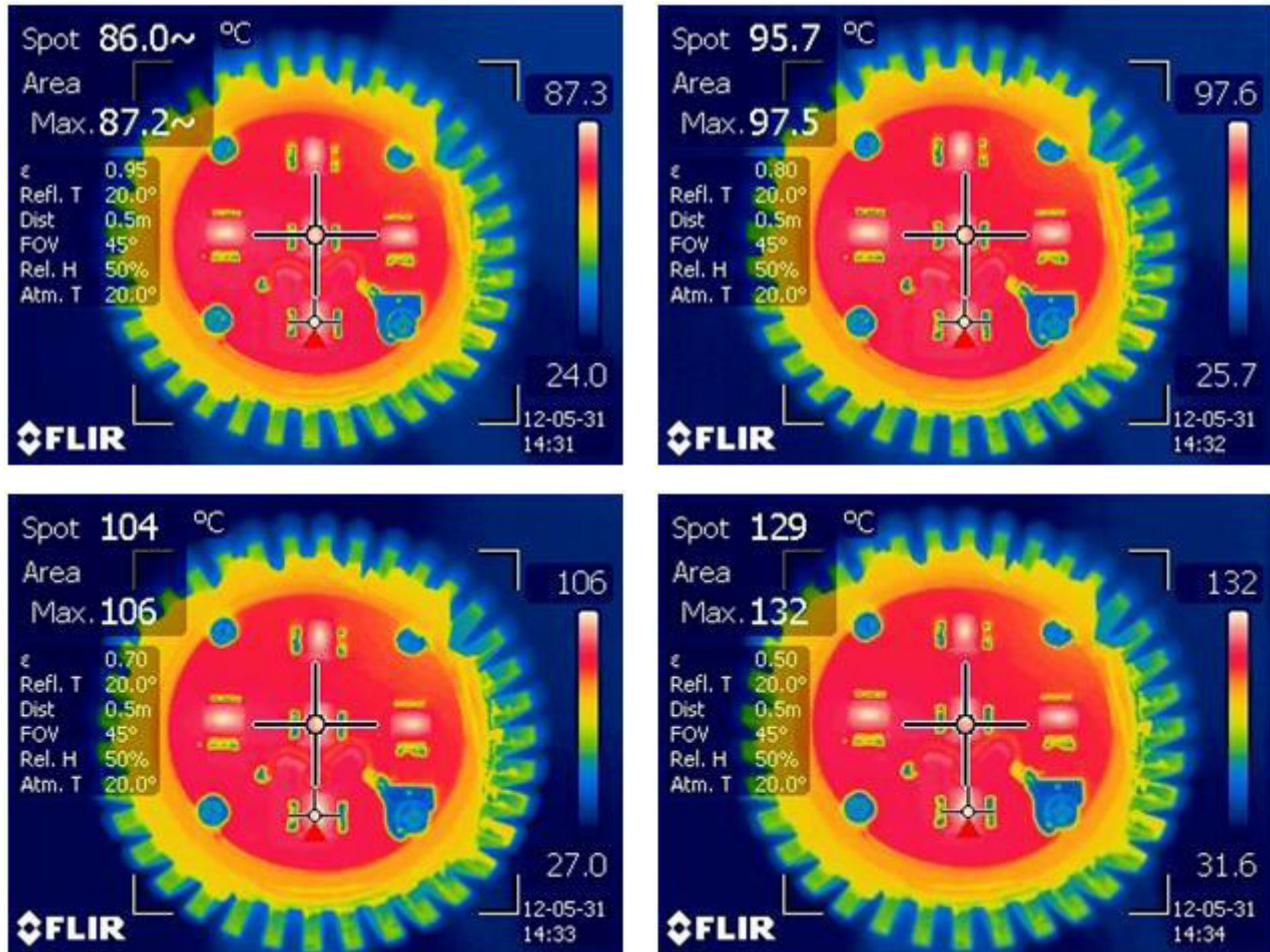 Spot 86.0~ °C
Area
Max. 87.2~
87.3
ε 0.95
Refl. T 20.0°
Dist 0.5m
FOV 45°
Rel. H 50%
Atm. T 20.0°
24.0
12-05-31
14:31
FLIR
Spot 95.7 °C
Area
Max. 97.5
97.6
ε 0.80
Refl. T 20.0°
Dist 0.5m
FOV 45°
Rel. H 50%
Atm. T 20.0°
25.7
12-05-31
14:32
FLIR
Spot 104 °C
Area
Max. 106
106
ε 0.70
Refl. T 20.0°
Dist 0.5m
FOV 45°
Rel. H 50%
Atm. T 20.0°
27.0
12-05-31
14:33
FLIR
Spot 129 °C
Area
Max. 132
132
ε 0.50
Refl. T 20.0°
Dist 0.5m
FOV 45°
Rel. H 50%
Atm. T 20.0°
31.6
12-05-31
14:34
FLIR